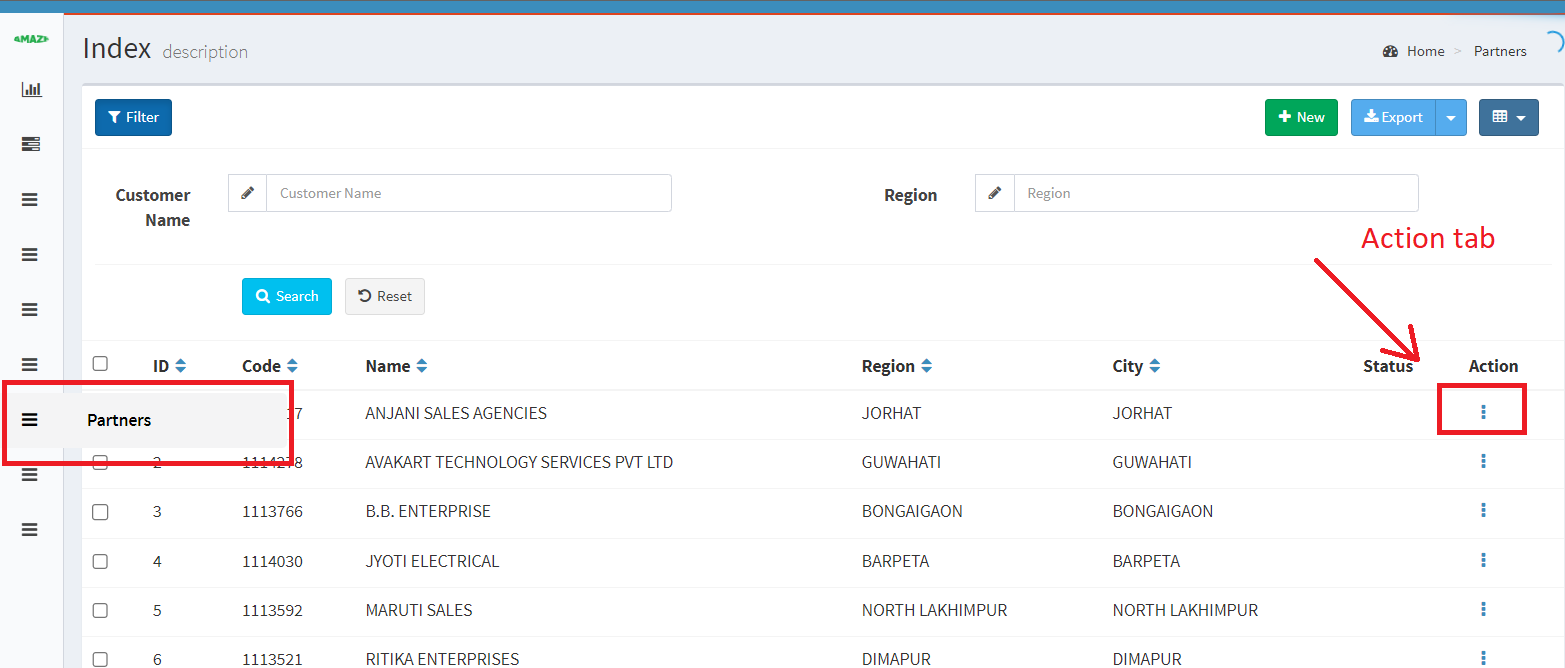 Index description
Home > Partners
Filter
New Export
Customer Name
Customer Name
Region
Region
Action tab
Search Reset
ID Code Name Region City Status Action
ANJANI SALES AGENCIES JORHAT JORHAT
Partners
2 1114278 AVAKART TECHNOLOGY SERVICES PVT LTD GUWAHATI GUWAHATI
3 1113766 B.B. ENTERPRISE BONGAIGAON BONGAIGAON
4 1114030 JYOTI ELECTRICAL BARPETA BARPETA
5 1113592 MARUTI SALES NORTH LAKHIMPUR NORTH LAKHIMPUR
6 1113521 RITIKA ENTERPRISES DIMAPUR DIMAPUR